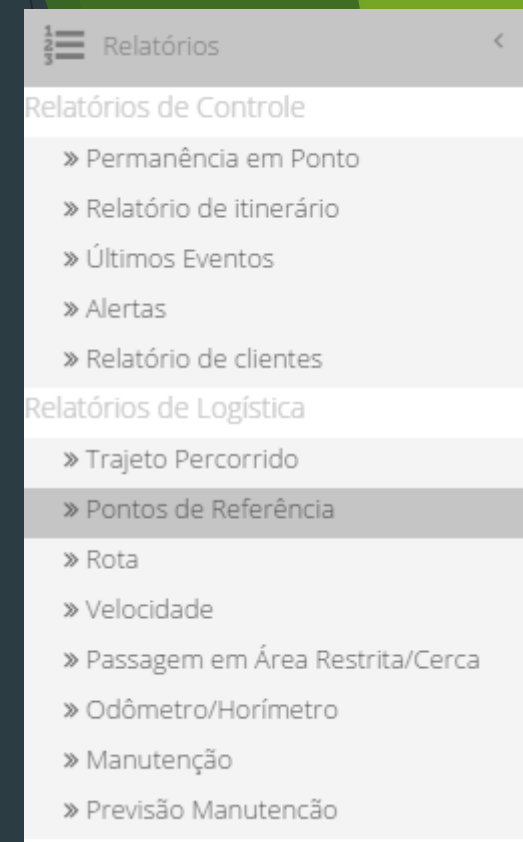 Relatórios
Relatórios de Controle
» Permanência em Ponto
» Relatório de itinerário
» Últimos Eventos
» Alertas
» Relatório de clientes
Relatórios de Logística
» Trajeto Percorrido
» Pontos de Referência
» Rota
» Velocidade
» Passagem em Área Restrita/Cerca
» Odômetro/Horímetro
» Manutenção
» Previsão Manutencão